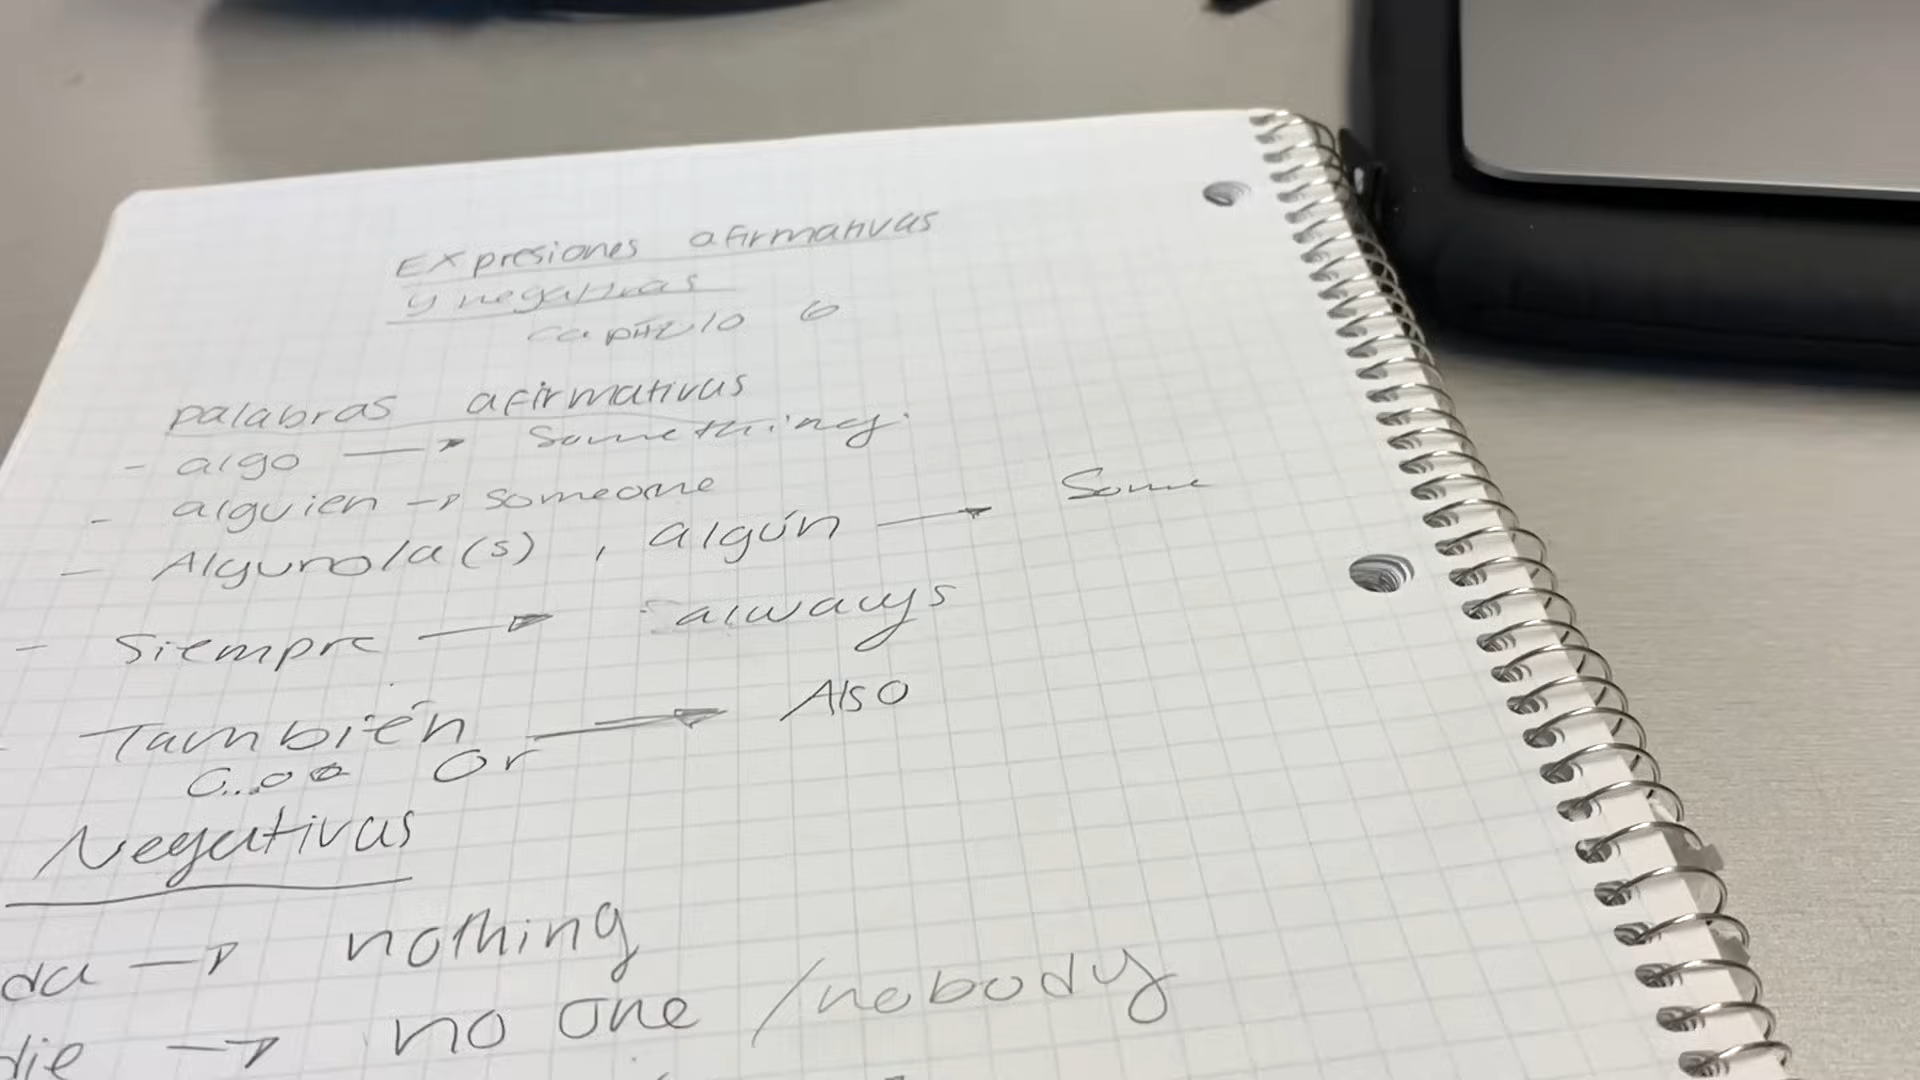 Expresiones afirmativas
y negativas
capítulo 6
palabras afirmativas
- algo → something.
- alguien → someone
- Alguno/a(s), algún → Some
- Siempre → always
- También → Also
O...o or
Negativas
da → nothing
die → no one /nobody